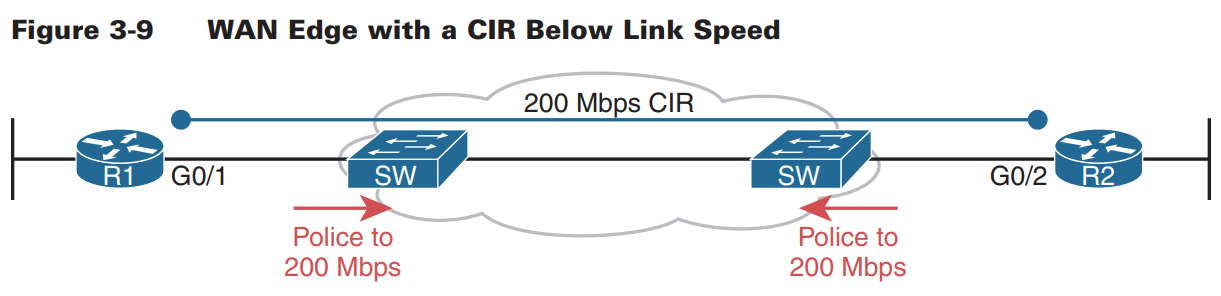 Figure 3-9 WAN Edge with a CIR Below Link Speed
200 Mbps CIR
R1
G0/1
SW
SW
G0/2
R2
Police to
200 Mbps
Police to
200 Mbps